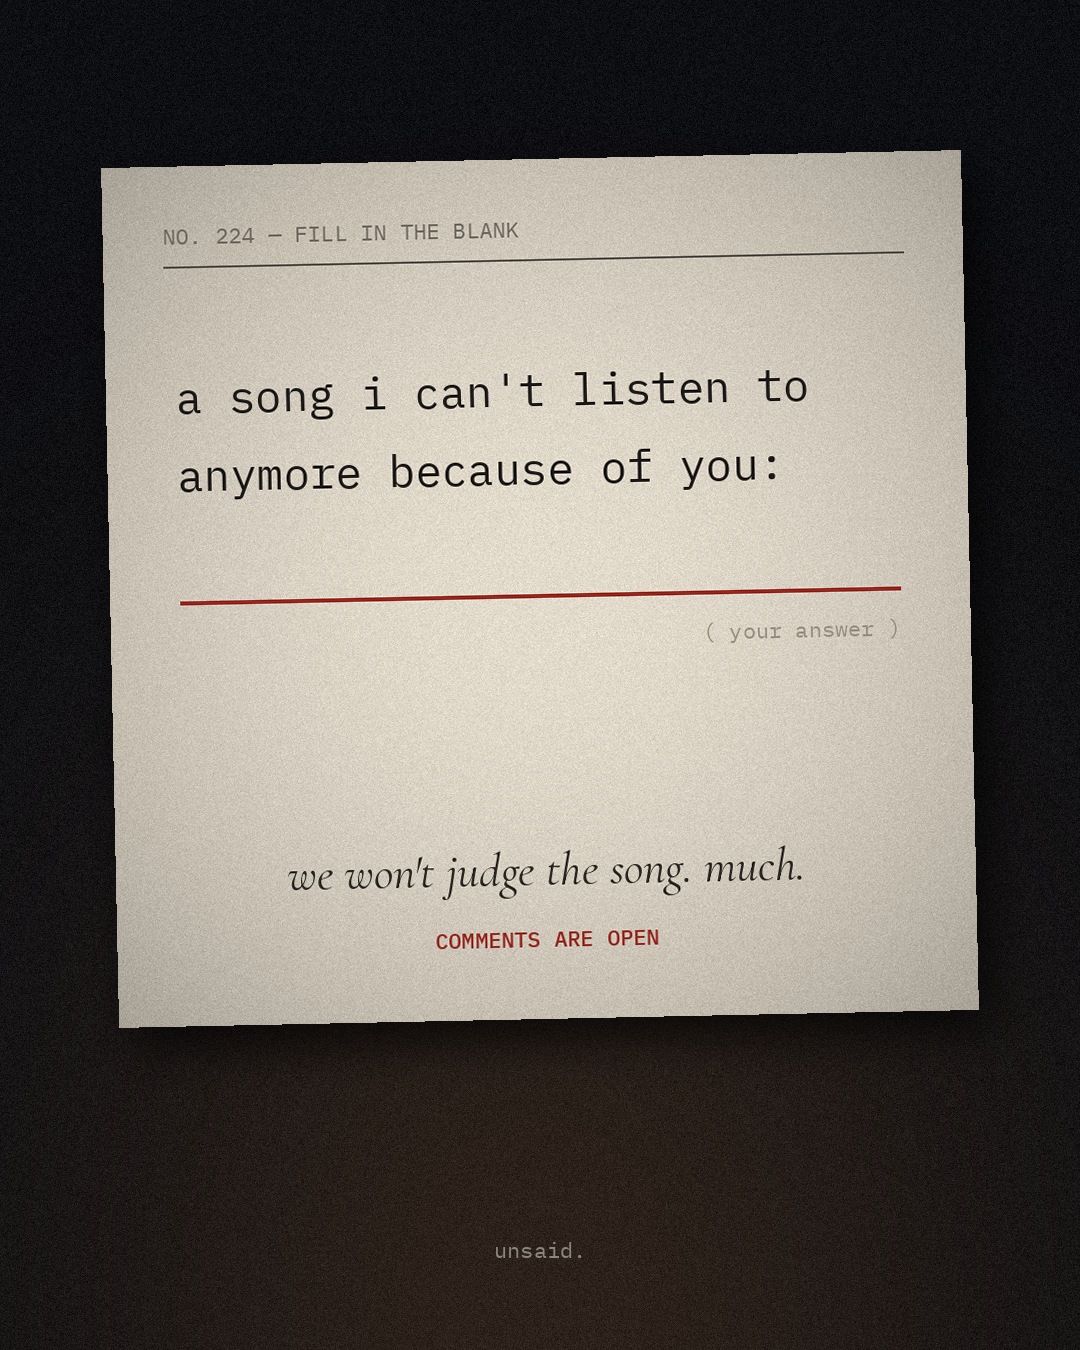 NO. 224 — FILL IN THE BLANK
a song i can't listen to
anymore because of you:
( your answer )
we won't judge the song. much.
COMMENTS ARE OPEN
unsaid.